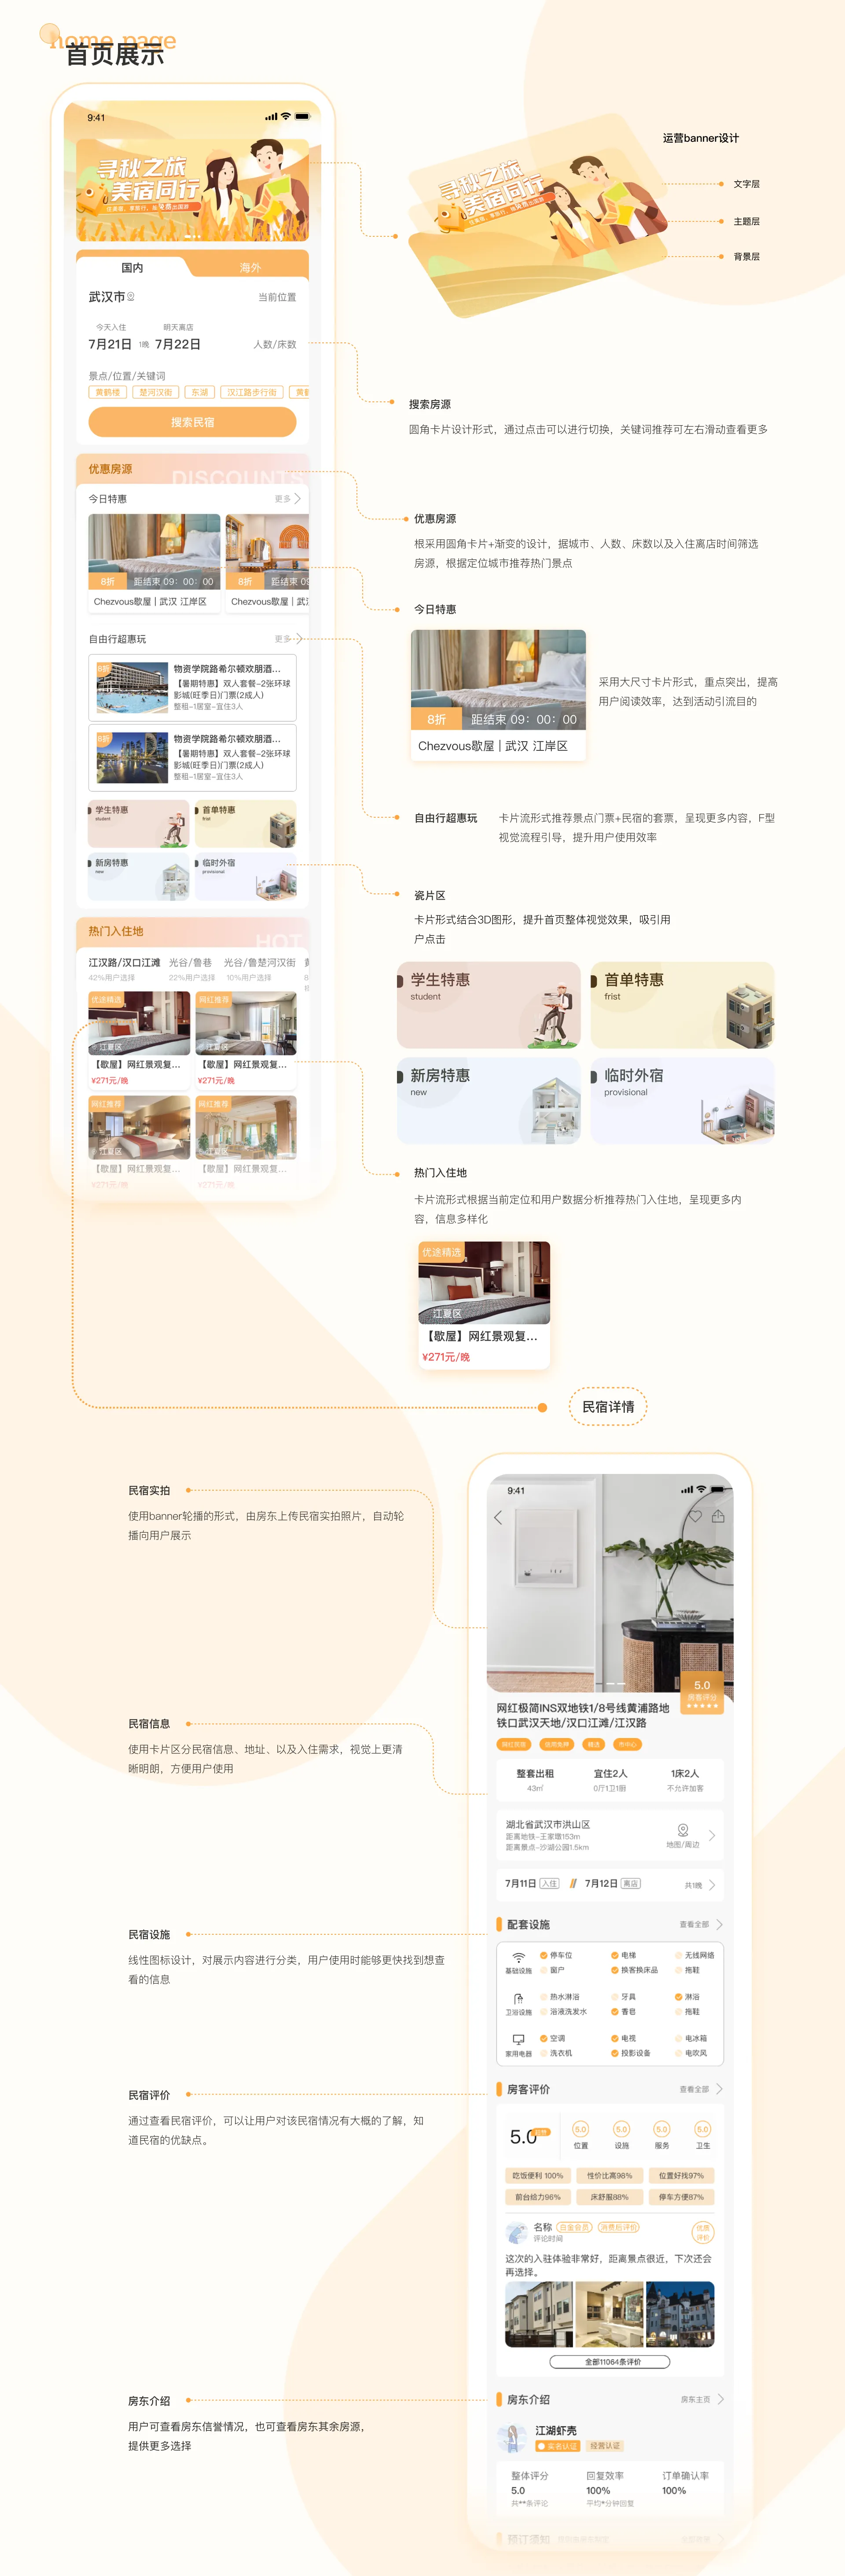 home page
首页展示
9:41
寻秋之旅
美宿同行
运营banner设计
文字层
主题层
背景层
国内
海外
武汉市
当前位置
今天入住
明天离店
7月21日
1晚
7月22日
人数/床数
景点/位置/关键词
黄鹤楼
楚河汉街
东湖
汉江路步行街
搜索民宿
搜索房源
圆角卡片设计形式，通过点击可以进行切换，关键词推荐可左右滑动查看更多
优惠房源
DISCOUNTS
今日特惠
更多
8折
距结束 09：00：00
Chezvous歇屋 | 武汉 江岸区
8折
距结束
Chezvous歇屋 | 武
优惠房源
根采用圆角卡片+渐变的设计，据城市、人数、床数以及入住离店时间筛选
房源，根据定位城市推荐热门景点
今日特惠
8折
距结束 09：00：00
Chezvous歇屋 | 武汉 江岸区
采用大尺寸卡片形式，重点突出，提高
用户阅读效率，达到活动引流目的
自由行超惠玩
更多
物资学院路希尔顿欢朋酒...
【暑期特惠】双人套餐-2张环球
影城(旺季日)门票(2成人)
整租-1居室-宜住3人
物资学院路希尔顿欢朋酒...
【暑期特惠】双人套餐-2张环球
影城(旺季日)门票(2成人)
整租-1居室-宜住3人
自由行超惠玩
卡片流形式推荐景点门票+民宿的套票，呈现更多内容，F型
视觉流程引导，提升用户使用效率
学生特惠
student
首单特惠
frist
新房特惠
new
临时外宿
provisional
瓷片区
卡片形式结合3D图形，提升首页整体视觉效果，吸引用
户点击
学生特惠
student
首单特惠
frist
新房特惠
new
临时外宿
provisional
热门入住地
HOT
江汉路/汉口江滩
42%用户选择
光谷/鲁巷
22%用户选择
光谷/鲁楚河汉街
10%用户选择
优途精选
江夏区
【歇屋】网红景观复...
¥271元/晚
网红推荐
江夏区
【歇屋】网红景观复...
¥271元/晚
网红推荐
江夏区
【歇屋】网红景观复...
¥271元/晚
网红推荐
江夏区
【歇屋】网红景观复...
¥271元/晚
热门入住地
卡片流形式根据当前定位和用户数据分析推荐热门入住地，呈现更多内
容，信息多样化
优途精选
江夏区
【歇屋】网红景观复...
¥271元/晚
民宿详情
民宿实拍
使用banner轮播的形式，由房东上传民宿实拍照片，自动轮
播向用户展示
9:41
5.0
房客评分
民宿信息
使用卡片区分民宿信息、地址、以及入住需求，视觉上更清
晰明朗，方便用户使用
网红极简INS双地铁1/8号线黄浦路地
铁口武汉天地/汉口江滩/江汉路
整套出租
43㎡
宜住2人
0厅1卫1厨
1床2人
不允许加客
湖北省武汉市洪山区
距离地铁-王家墩153m
距离景点-沙湖公园1.5km
地图/周边
7月11日
入住
7月12日
离店
共1晚
民宿设施
线性图标设计，对展示内容进行分类，用户使用时能够更快找到想查
看的信息
配套设施
查看全部
基础设施
停车位
电梯
无线网络
窗户
换客换床品
拖鞋
卫浴设施
热水淋浴
牙具
淋浴
浴液洗发水
香皂
拖鞋
家用电器
空调
电视
电冰箱
洗衣机
投影设备
电吹风
民宿评价
通过查看民宿评价，可以让用户对该民宿情况有大概的了解，知
道民宿的优缺点。
房客评价
查看全部
5.0
5.0
位置
5.0
设施
5.0
服务
5.0
卫生
吃饭便利 100%
性价比高98%
位置好找97%
前台给力96%
床舒服88%
停车方便87%
名称
白金会员
消费后评价
评论时间
优质
评价
这次的入驻体验非常好，距离景点很近，下次还会
再选择。
全部11064条评价
房东介绍
用户可查看房东信誉情况，也可查看房东其余房源，
提供更多选择
房东介绍
房东主页
江湖虾壳
实名认证
经营认证
整体评分
5.0
共**条评论
回复效率
100%
平均*分钟回复
订单确认率
100%
预订须知